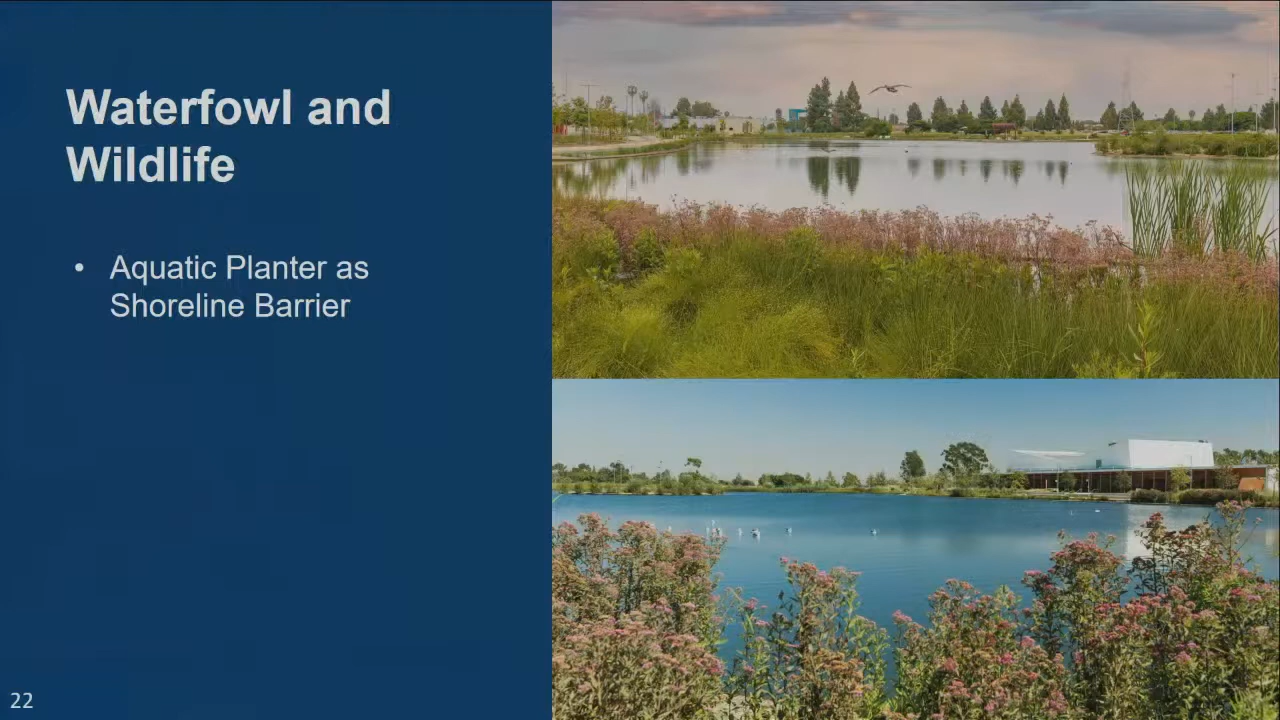 Waterfowl and
Wildlife
• Aquatic Planter as
Shoreline Barrier
22